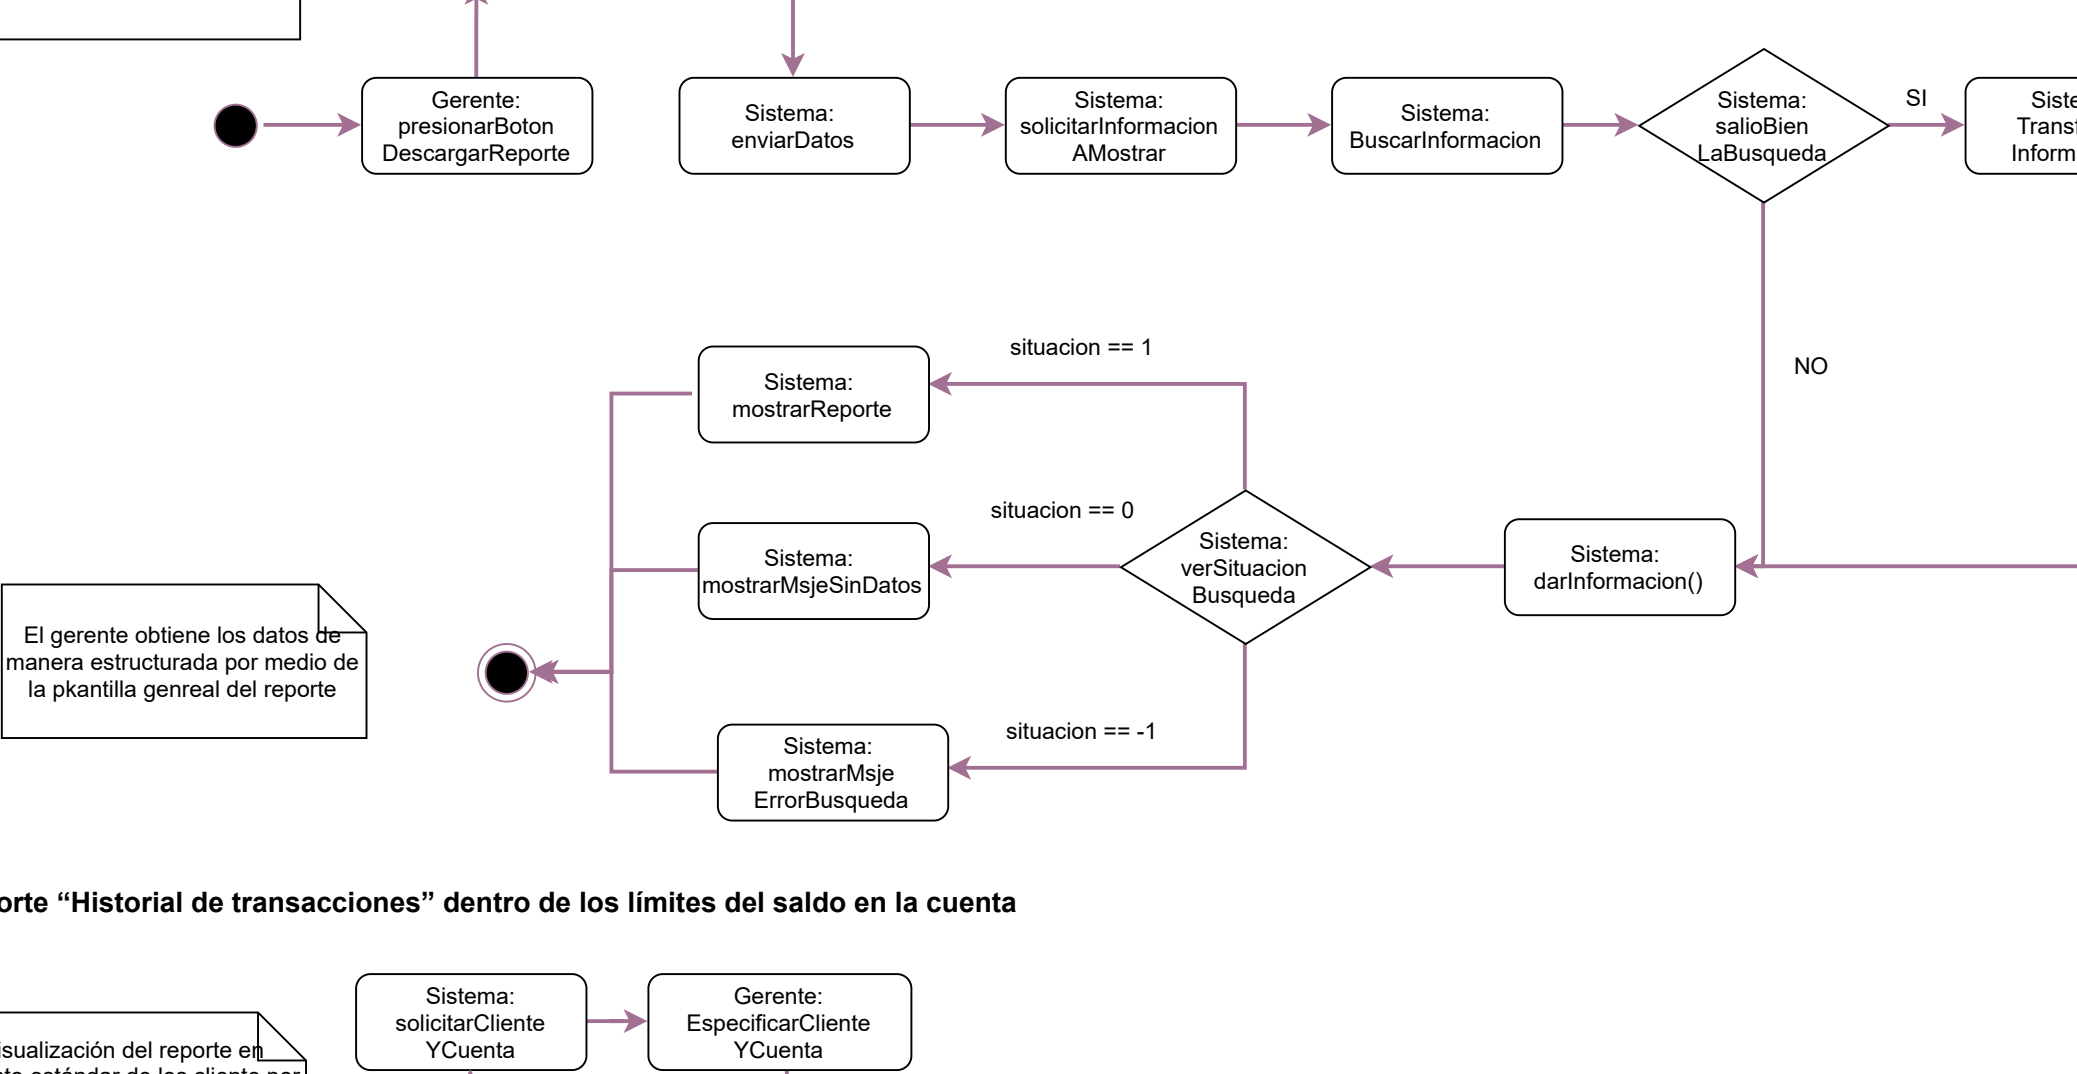 Gerente:
presionarBoton
DescargarReporte
Sistema:
enviarDatos
Sistema:
solicitarInformacion
AMostrar
Sistema:
BuscarInformacion
Sistema:
salioBien
LaBusqueda
SI
NO
situacion == 1
Sistema:
mostrarReporte
situacion == 0
Sistema:
mostrarMsjeSinDatos
Sistema:
verSituacion
Busqueda
Sistema:
darInformacion()
El gerente obtiene los datos de
manera estructurada por medio de
la pkantilla genreal del reporte
situacion == -1
Sistema:
mostrarMsje
ErrorBusqueda
“Historial de transacciones” dentro de los límites del saldo en la cuenta
Sistema:
solicitarCliente
YCuenta
Gerente:
EspecificarCliente
YCuenta
del reporte en